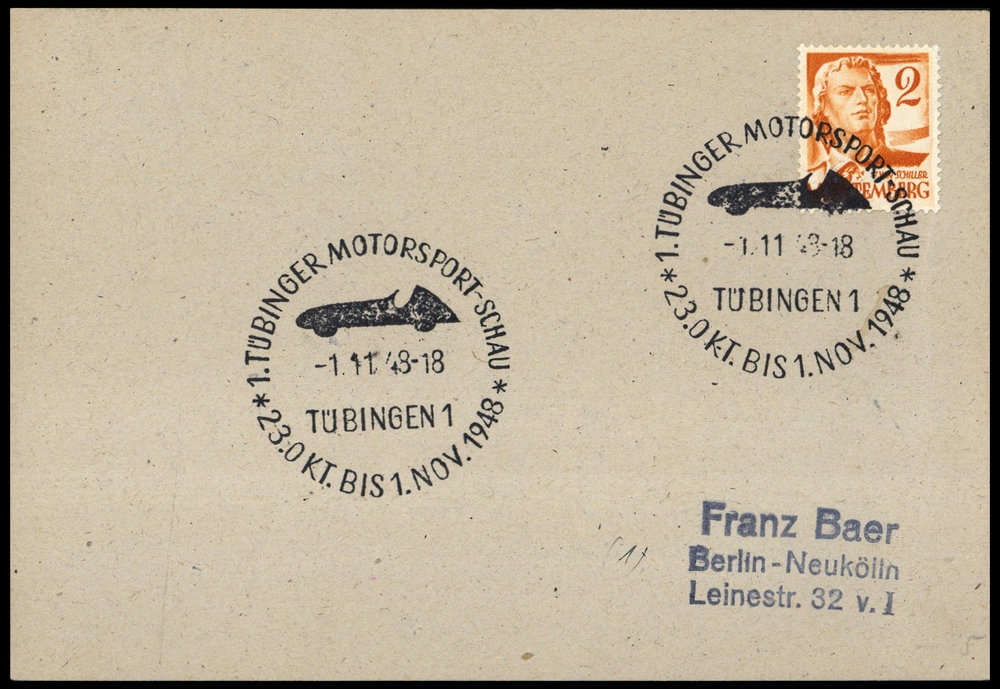 2
SCHILLER
1. TÜBINGER MOTORSPORT-SCHAU
-1.11.48-18
TÜBINGEN 1
* 23.OKT. BIS 1. NOV. 1948 *
1. TÜBINGER MOTORSPORT-SCHAU
-1.11.48-18
TÜBINGEN 1
* 23.OKT. BIS 1. NOV. 1948 *
Franz Baer
Berlin-Neukölln
Leinestr. 32 v. I